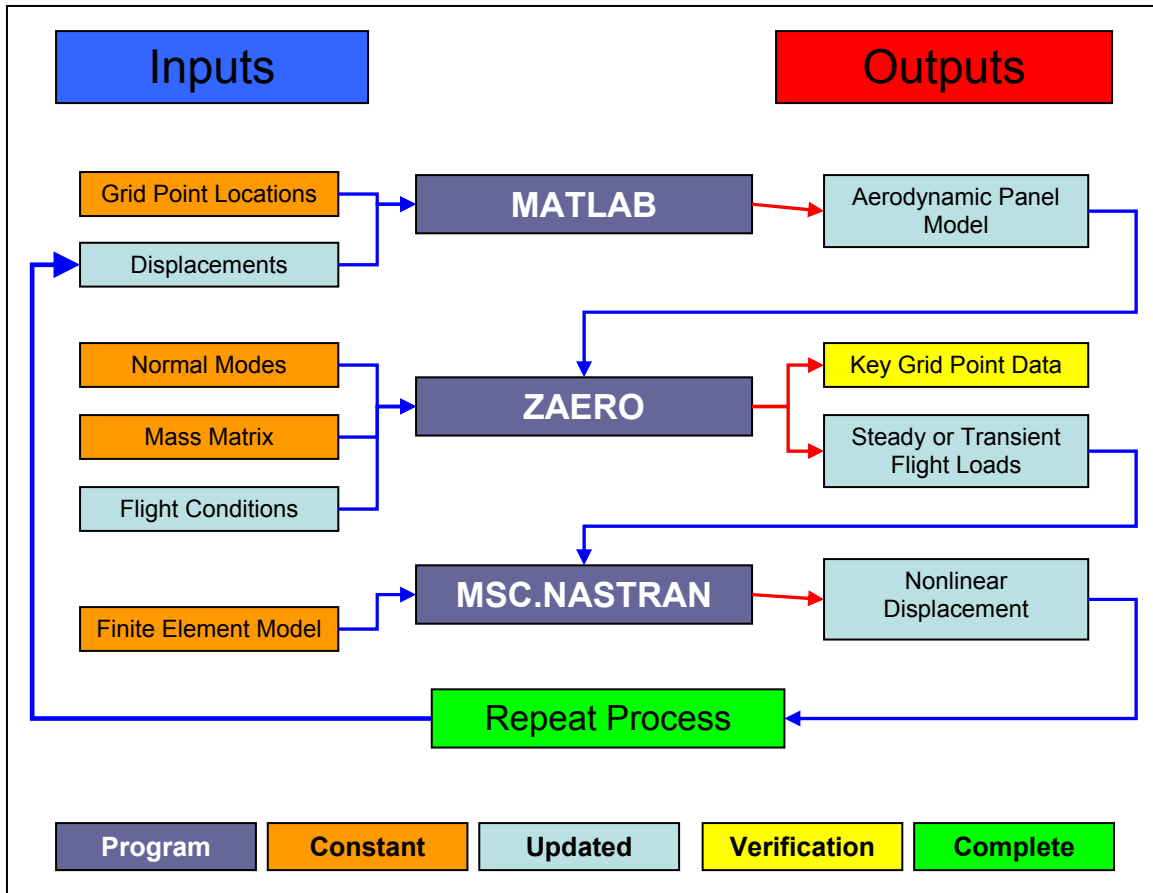 Inputs
Outputs
Grid Point Locations
MATLAB
Aerodynamic Panel
Model
Displacements
Normal Modes
Key Grid Point Data
ZAERO
Mass Matrix
Steady or Transient
Flight Loads
Flight Conditions
MSC.NASTRAN
Nonlinear
Displacement
Finite Element Model
Repeat Process
Program
Constant
Updated
Verification
Complete